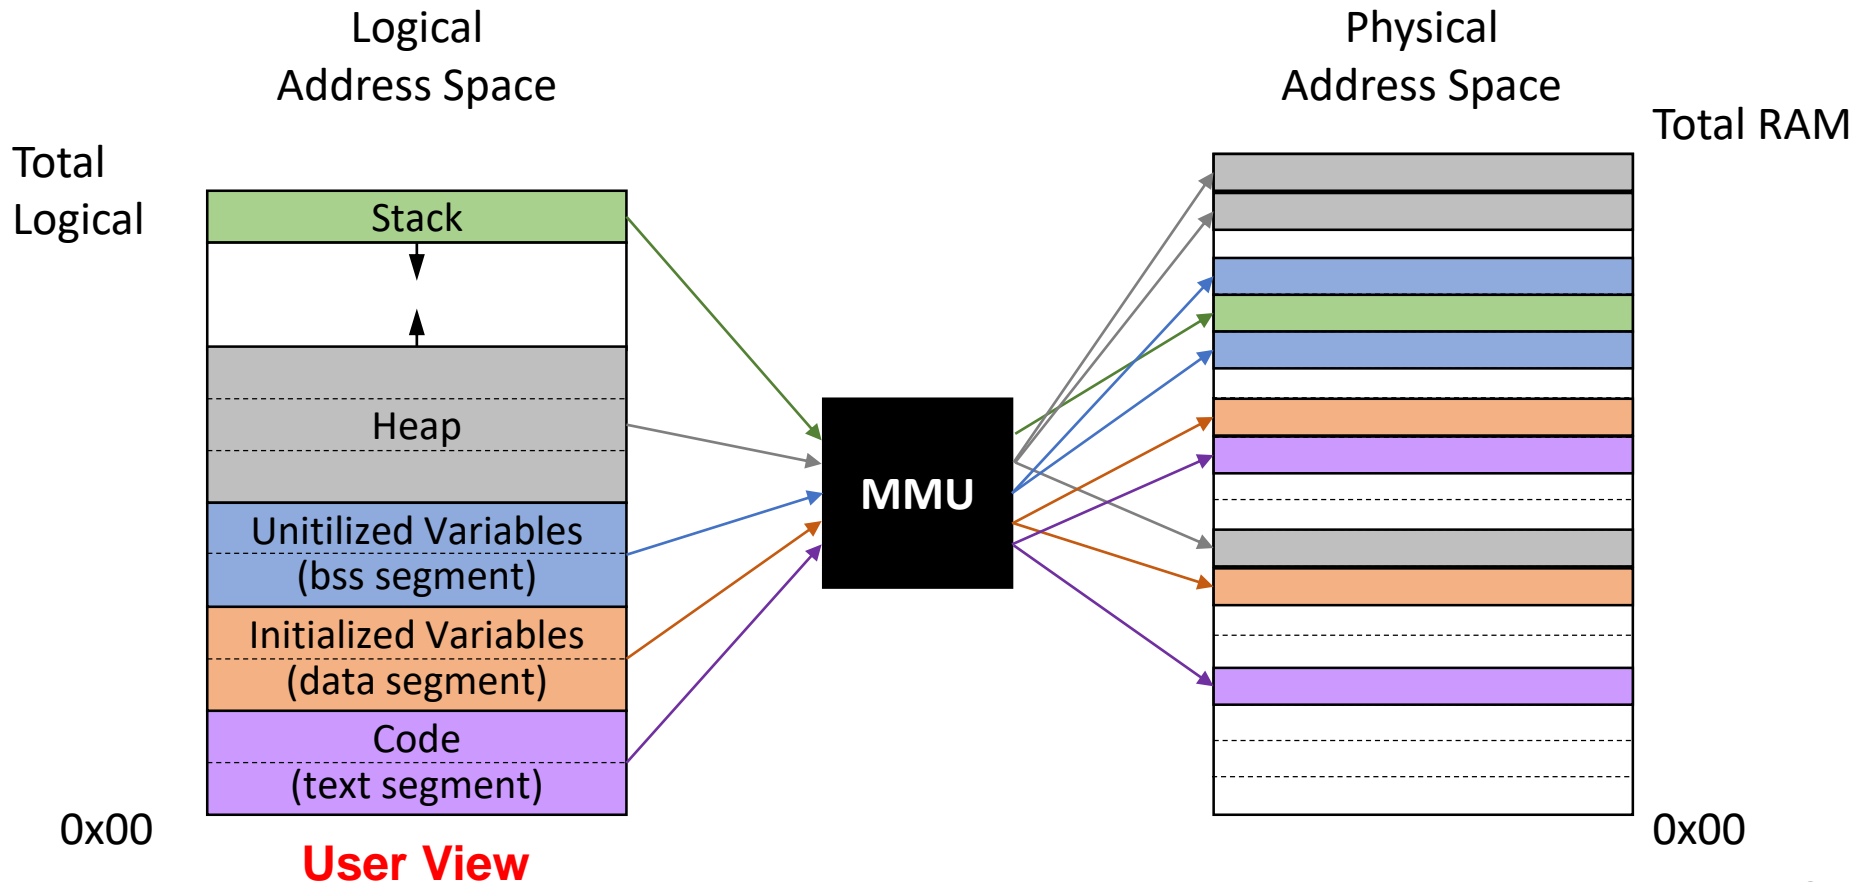 Logical
Address Space
Physical
Address Space
Total RAM
Total
Logical
Stack
Heap
MMU
Unitilized Variables
(bss segment)
Initialized Variables
(data segment)
Code
(text segment)
0x00
0x00
User View